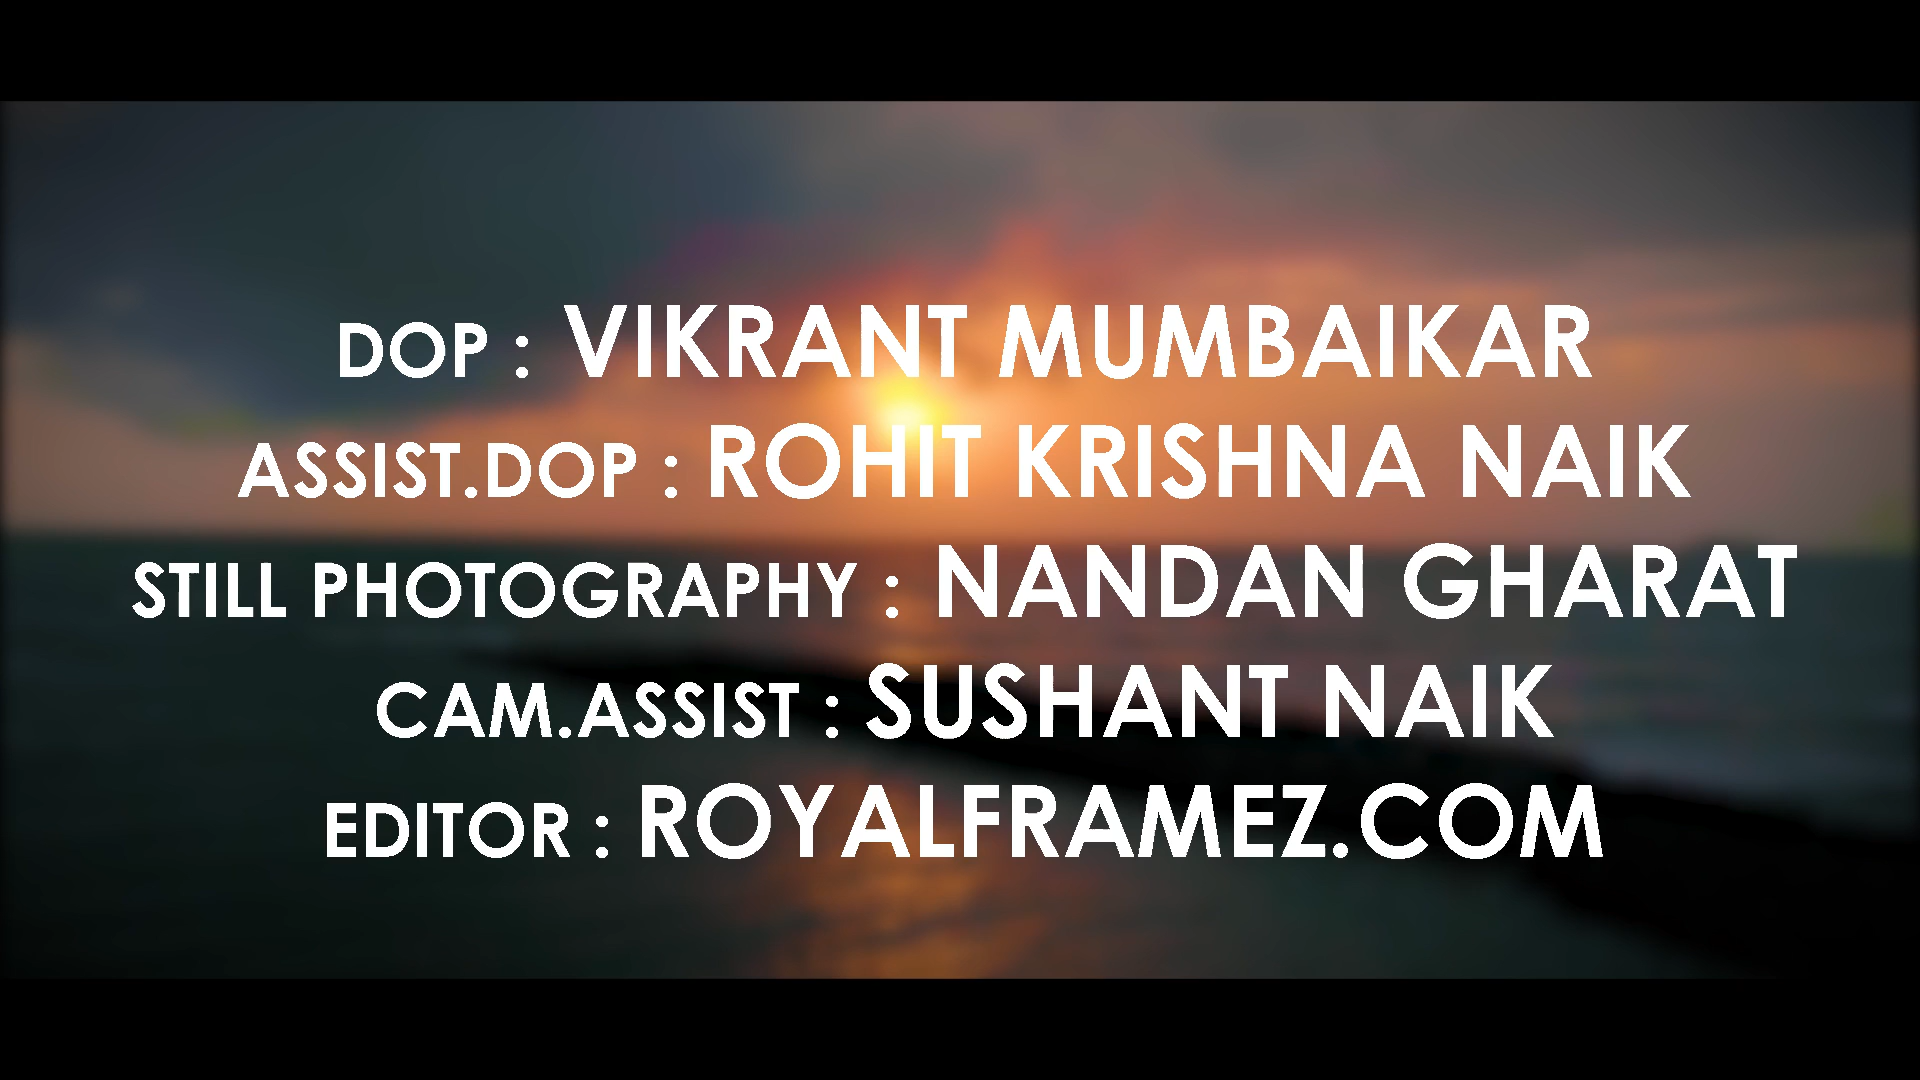 DOP : VIKRANT MUMBAIKAR
ASSIST.DOP : ROHIT KRISHNA NAIK
STILL PHOTOGRAPHY : NANDAN GHARAT
CAM.ASSIST : SUSHANT NAIK
EDITOR : ROYALFRAMEZ.COM